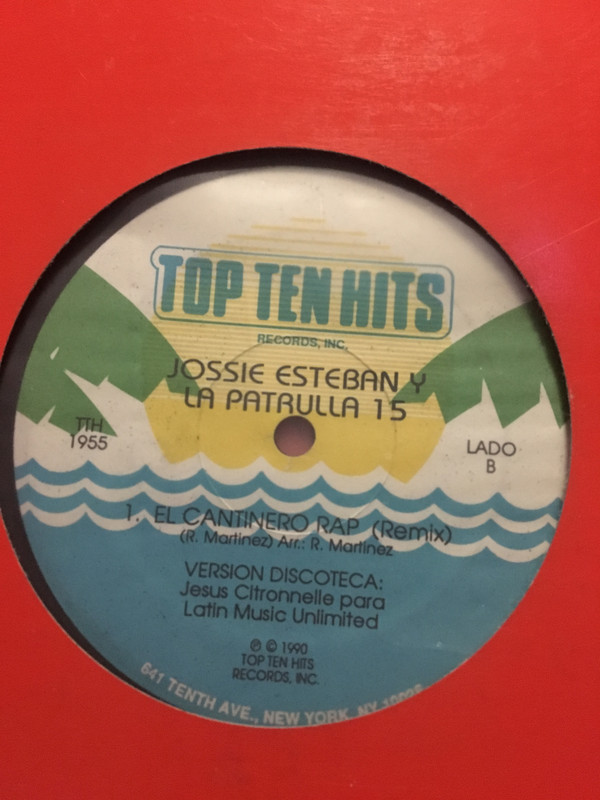 TOP TEN HITS
RECORDS, INC.
JOSSIE ESTEBAN Y
LA PATRULLA 15
TTH
1955
LADO
B
1. EL CANTINERO RAP (Remix)
(R. Martinez) Arr.: R. Martinez
VERSION DISCOTECA:
Jesus Citronnelle para
Latin Music Unlimited
℗ © 1990
TOP TEN HITS
RECORDS, INC.
641 TENTH AVE., NEW YORK, NY 10036